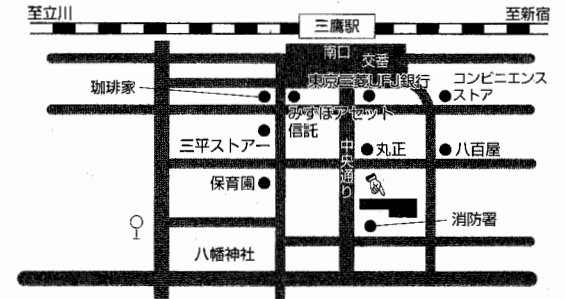 至立川
至新宿
三鷹駅
南口
交番
東京三菱UFJ銀行
コンビニエンス
ストア
珈琲家
みずほアセット
信託
三平ストアー
中央通り
丸正
八百屋
保育園
消防署
八幡神社